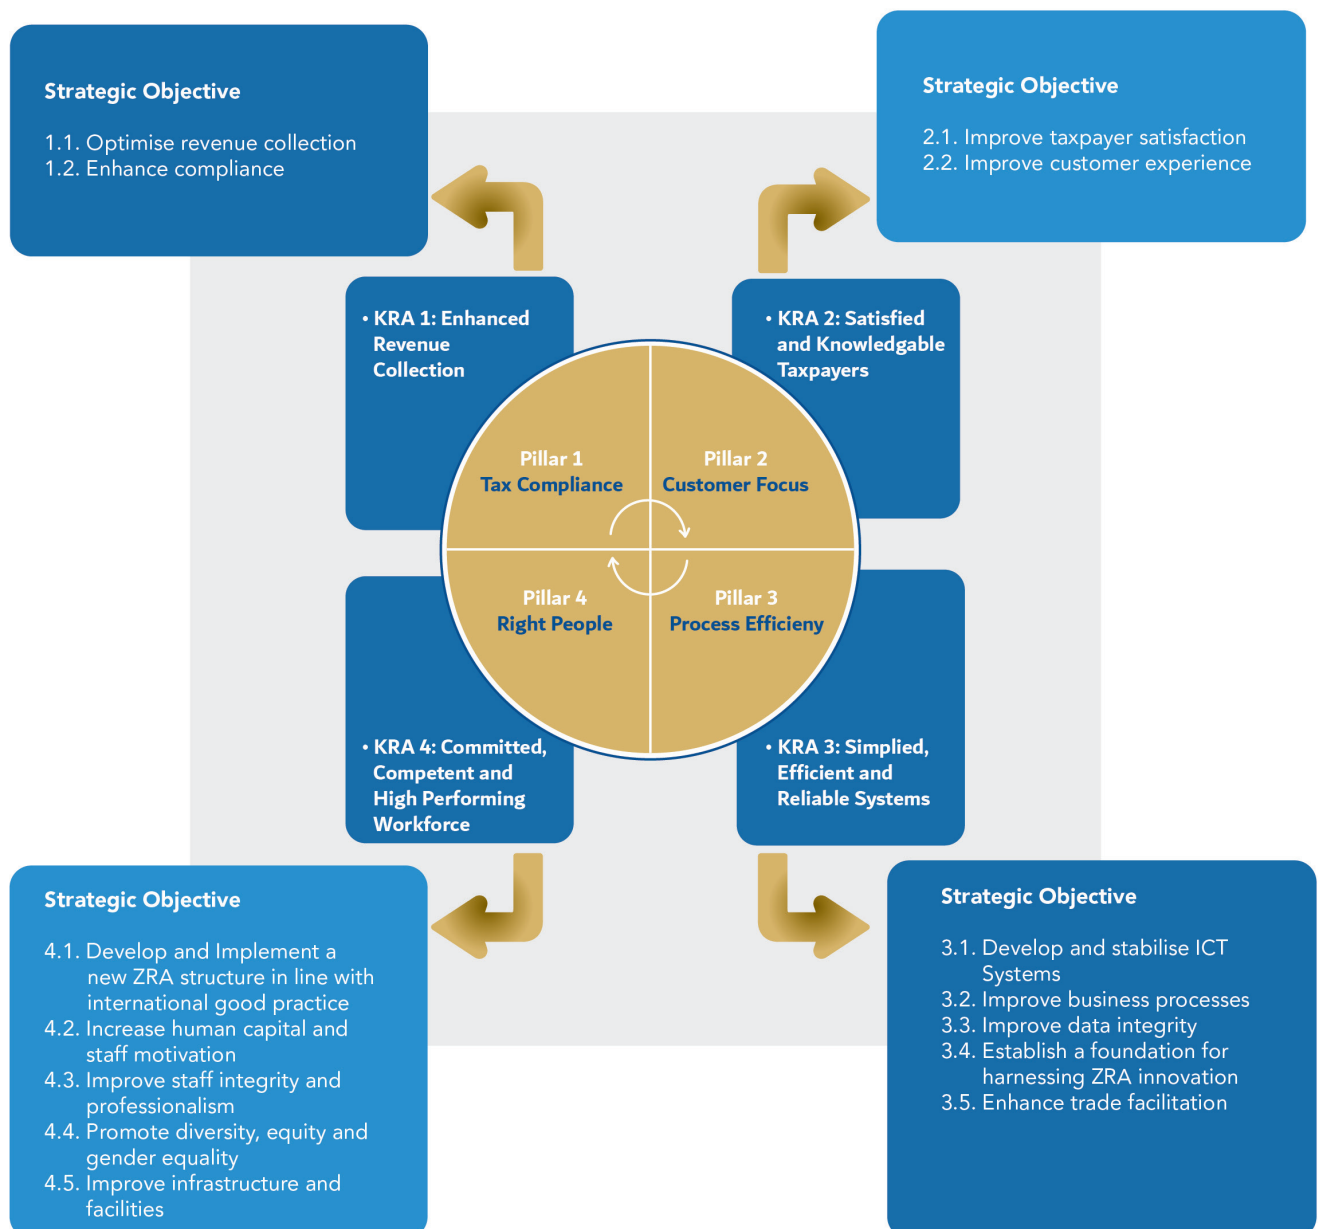 Strategic Objective
1.1. Optimise revenue collection
1.2. Enhance compliance
Strategic Objective
2.1. Improve taxpayer satisfaction
2.2. Improve customer experience
• KRA 1: Enhanced
Revenue
Collection
• KRA 2: Satisfied
and Knowledgable
Taxpayers
Pillar 1
Tax Compliance
Pillar 2
Customer Focus
Pillar 4
Right People
Pillar 3
Process Efficieny
• KRA 4: Committed,
Competent and
High Performing
Workforce
• KRA 3: Simplied,
Efficient and
Reliable Systems
Strategic Objective
4.1. Develop and Implement a
new ZRA structure in line with
international good practice
4.2. Increase human capital and
staff motivation
4.3. Improve staff integrity and
professionalism
4.4. Promote diversity, equity and
gender equality
4.5. Improve infrastructure and
facilities
Strategic Objective
3.1. Develop and stabilise ICT
Systems
3.2. Improve business processes
3.3. Improve data integrity
3.4. Establish a foundation for
harnessing ZRA innovation
3.5. Enhance trade facilitation